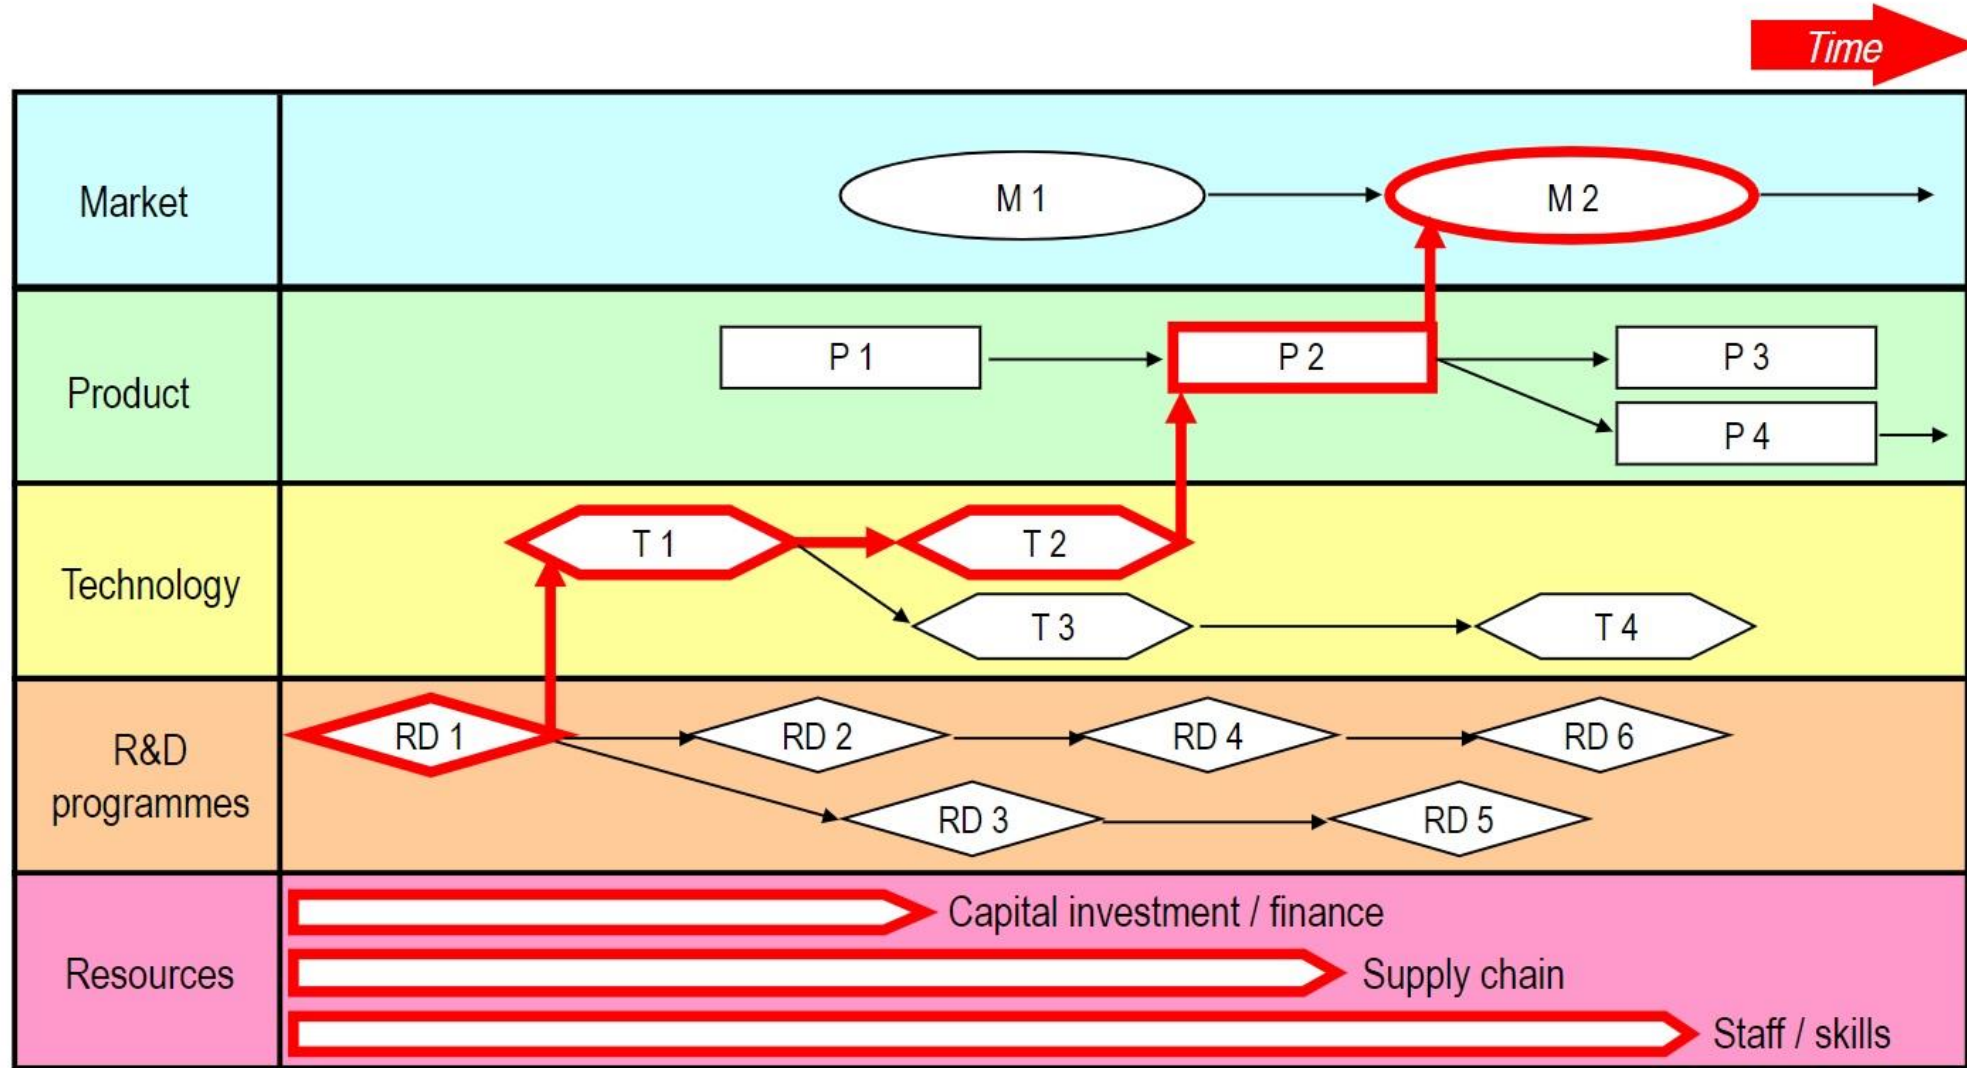 Time
Market
M 1
M 2
Product
P 1
P 2
P 3
P 4
Technology
T 1
T 2
T 3
T 4
R&D
programmes
RD 1
RD 2
RD 4
RD 6
RD 3
RD 5
Resources
Capital investment / finance
Supply chain
Staff / skills